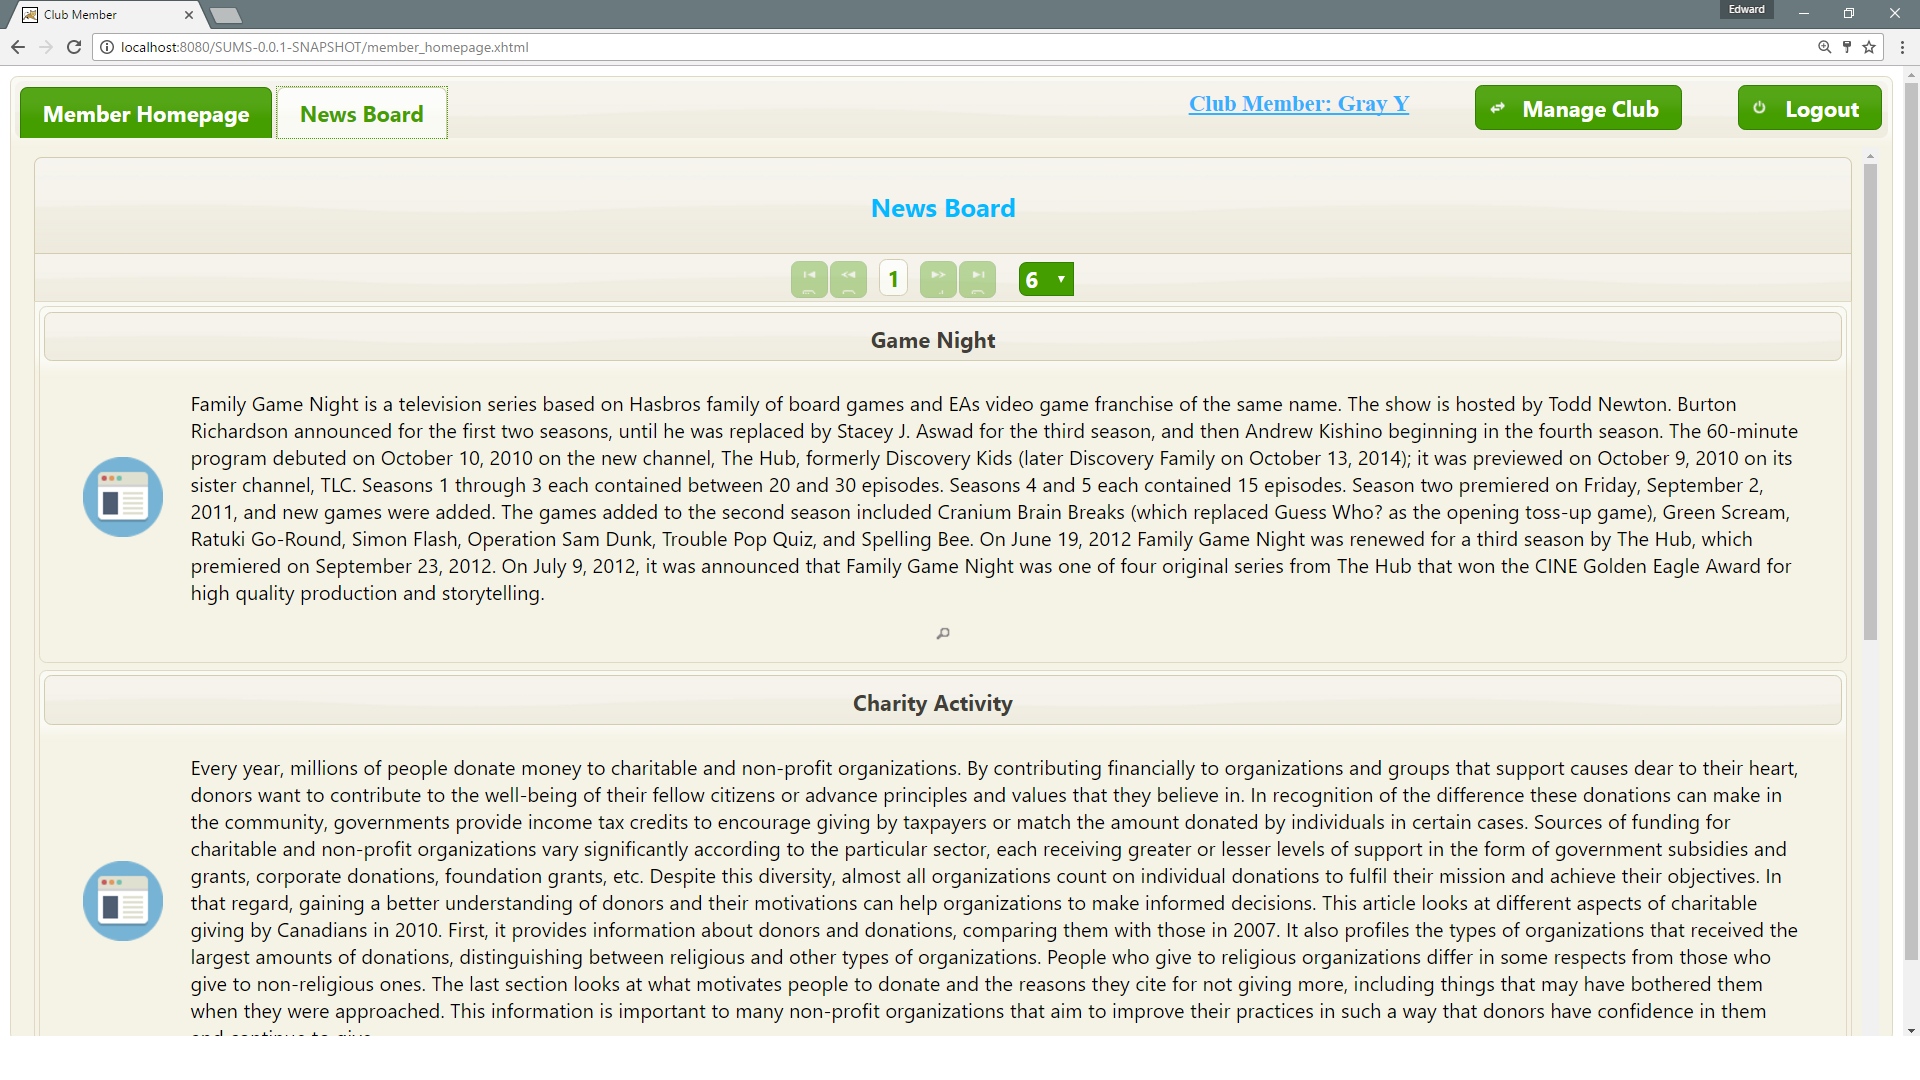 Club Member
Edward
localhost:8080/SUMS-0.0.1-SNAPSHOT/member_homepage.xhtml
Member Homepage
News Board
Club Member: Gray Y
Manage Club
Logout
News Board
1
6
Game Night
Family Game Night is a television series based on Hasbros family of board games and EAs video game franchise of the same name. The show is hosted by Todd Newton. Burton
Richardson announced for the first two seasons, until he was replaced by Stacey J. Aswad for the third season, and then Andrew Kishino beginning in the fourth season. The 60-minute
program debuted on October 10, 2010 on the new channel, The Hub, formerly Discovery Kids (later Discovery Family on October 13, 2014); it was previewed on October 9, 2010 on its
sister channel, TLC. Seasons 1 through 3 each contained between 20 and 30 episodes. Seasons 4 and 5 each contained 15 episodes. Season two premiered on Friday, September 2,
2011, and new games were added. The games added to the second season included Cranium Brain Breaks (which replaced Guess Who? as the opening toss-up game), Green Scream,
Ratuki Go-Round, Simon Flash, Operation Sam Dunk, Trouble Pop Quiz, and Spelling Bee. On June 19, 2012 Family Game Night was renewed for a third season by The Hub, which
premiered on September 23, 2012. On July 9, 2012, it was announced that Family Game Night was one of four original series from The Hub that won the CINE Golden Eagle Award for
high quality production and storytelling.
Charity Activity
Every year, millions of people donate money to charitable and non-profit organizations. By contributing financially to organizations and groups that support causes dear to their heart,
donors want to contribute to the well-being of their fellow citizens or advance principles and values that they believe in. In recognition of the difference these donations can make in
the community, governments provide income tax credits to encourage giving by taxpayers or match the amount donated by individuals in certain cases. Sources of funding for
charitable and non-profit organizations vary significantly according to the particular sector, each receiving greater or lesser levels of support in the form of government subsidies and
grants, corporate donations, foundation grants, etc. Despite this diversity, almost all organizations count on individual donations to fulfil their mission and achieve their objectives. In
that regard, gaining a better understanding of donors and their motivations can help organizations to make informed decisions. This article looks at different aspects of charitable
giving by Canadians in 2010. First, it provides information about donors and donations, comparing them with those in 2007. It also profiles the types of organizations that received the
largest amounts of donations, distinguishing between religious and other types of organizations. People who give to religious organizations differ in some respects from those who
give to non-religious ones. The last section looks at what motivates people to donate and the reasons they cite for not giving more, including things that may have bothered them
when they were approached. This information is important to many non-profit organizations that aim to improve their practices in such a way that donors have confidence in them